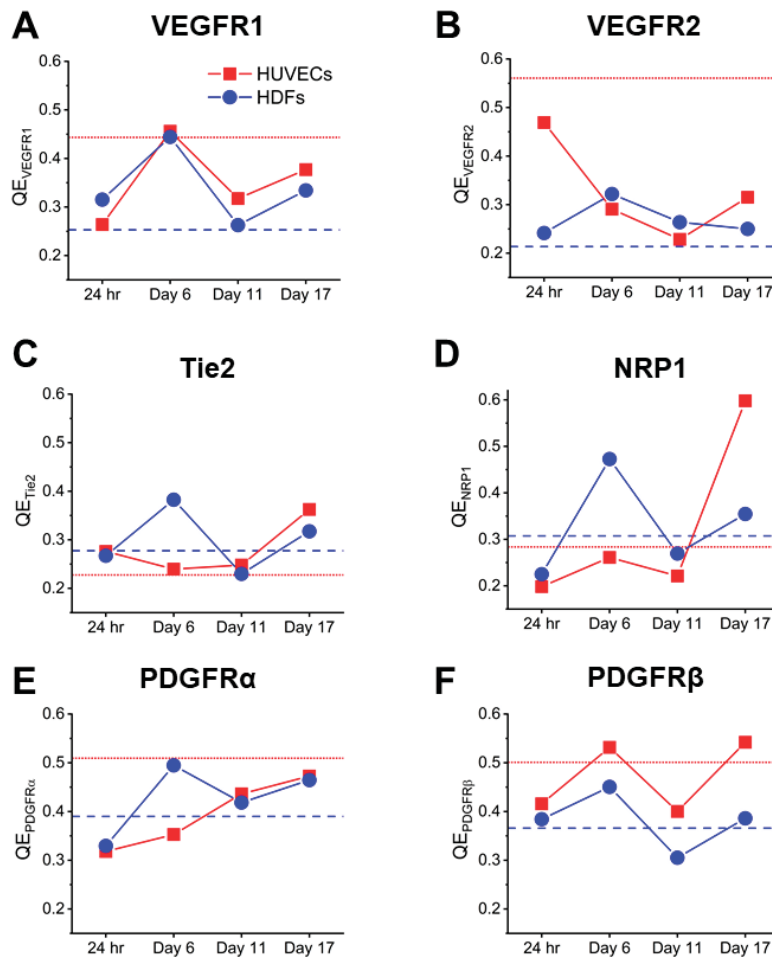 A VEGFR1
B VEGFR2
HUVECs
HDFs
QE_VEGFR1
0.6
0.5
0.4
0.3
0.2
24 hr Day 6 Day 11 Day 17
QE_VEGFR2
0.6
0.5
0.4
0.3
0.2
24 hr Day 6 Day 11 Day 17
C Tie2
D NRP1
QE_Tie2
0.6
0.5
0.4
0.3
0.2
24 hr Day 6 Day 11 Day 17
QE_NRP1
0.6
0.5
0.4
0.3
0.2
24 hr Day 6 Day 11 Day 17
E PDGFRα
F PDGFRβ
QE_PDGFRα
0.6
0.5
0.4
0.3
0.2
24 hr Day 6 Day 11 Day 17
QE_PDGFRβ
0.6
0.5
0.4
0.3
0.2
24 hr Day 6 Day 11 Day 17